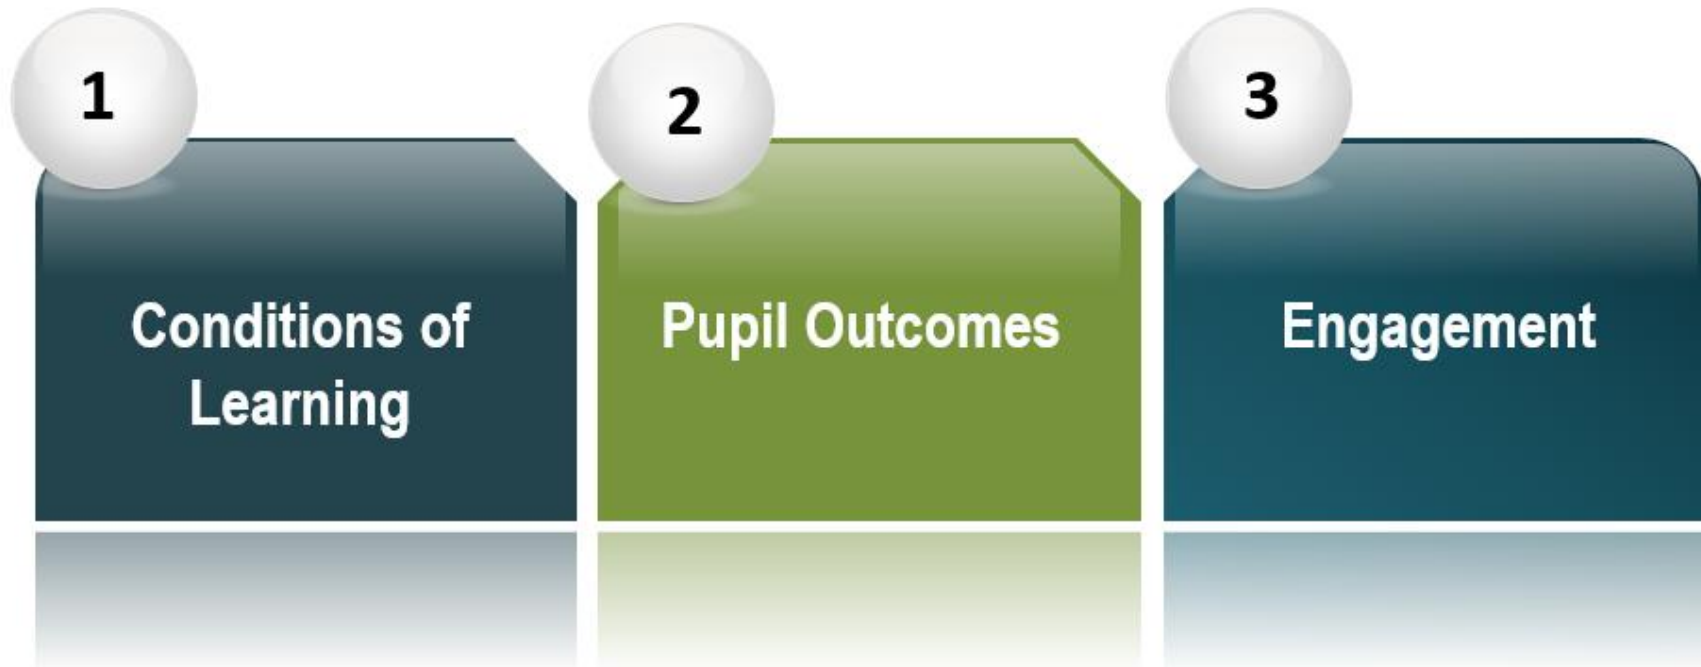 1
Conditions of
Learning
2
Pupil Outcomes
3
Engagement